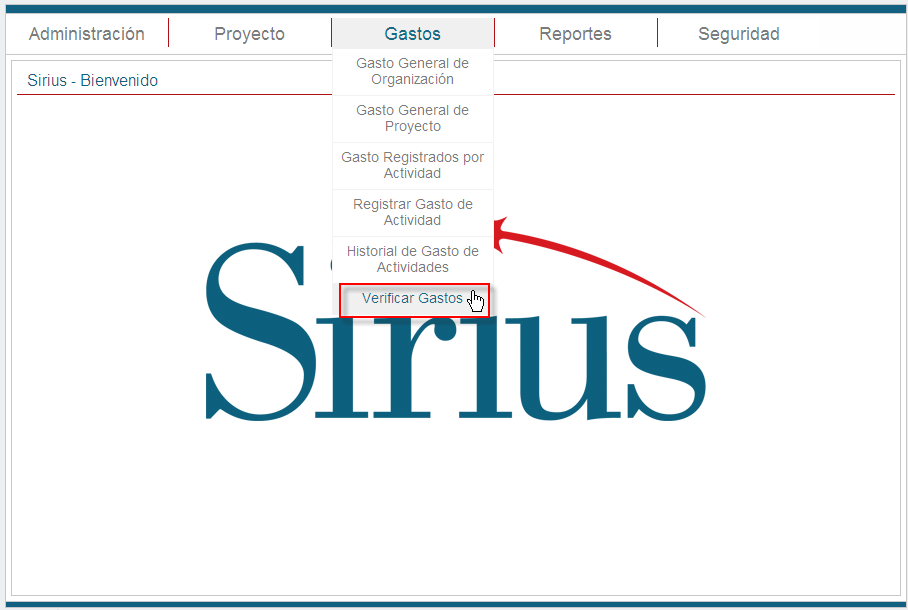 Administración
Proyecto
Gastos
Reportes
Seguridad
Gasto General de
Organización
Gasto General de
Proyecto
Gasto Registrados por
Actividad
Registrar Gasto de
Actividad
Historial de Gasto de
Actividades
Verificar Gastos
Sirius - Bienvenido
Sirius